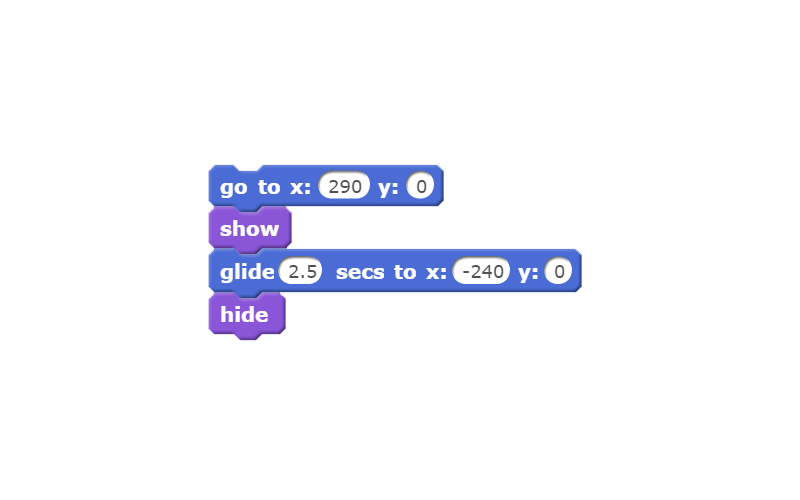 go to x: 290 y: 0
show
glide 2.5 secs to x: -240 y: 0
hide